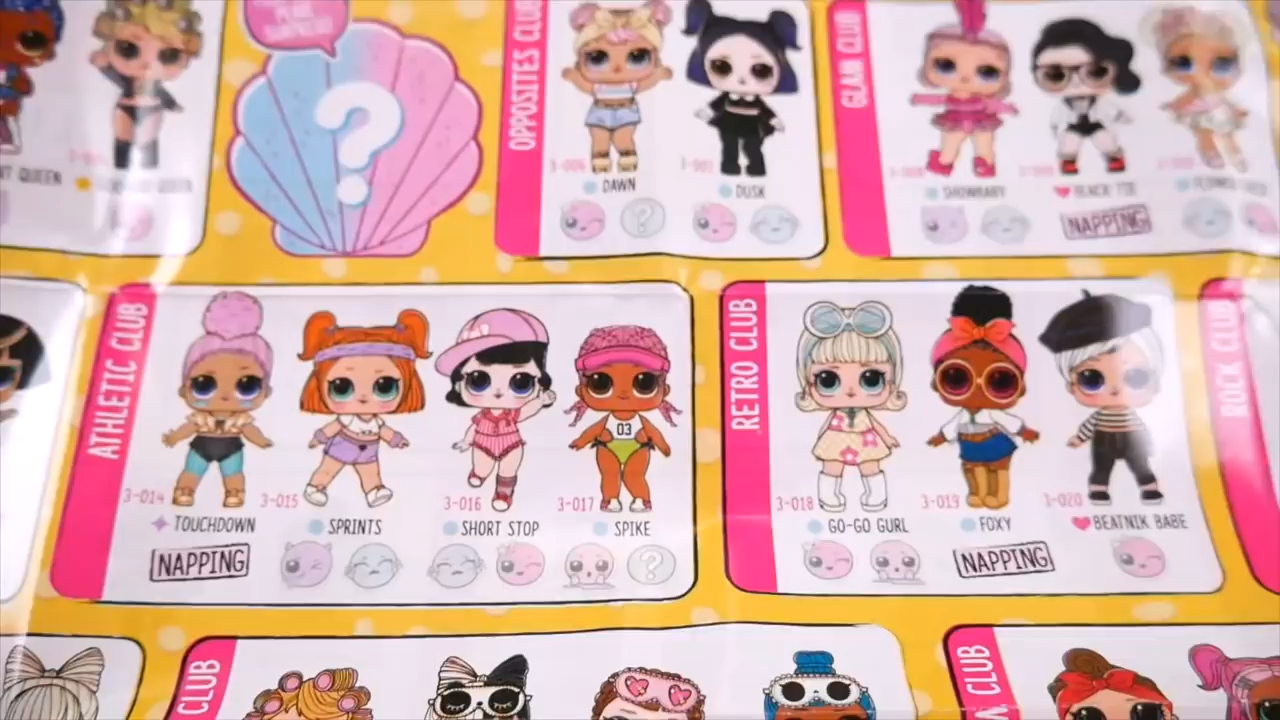 OPPOSITES CLUB
3-006
DAWN
DUSK
GLAM CLUB
SHOWBABY
BLACK TIE
NAPPING
QUEEN
ATHLETIC CLUB
3-014
TOUCHDOWN
NAPPING
3-015
SPRINTS
3-016
SHORT STOP
03
3-017
SPIKE
RETRO CLUB
3-018
GO-GO GURL
3-019
FOXY
NAPPING
3-020
BEATNIK BABE
ROCK CLUB
CLUB
CLUB